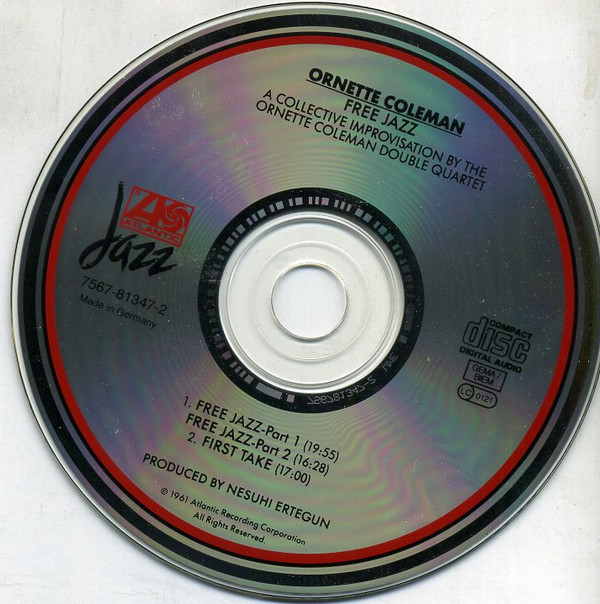 ORNETTE COLEMAN
FREE JAZZ
A COLLECTIVE IMPROVISATION BY THE
ORNETTE COLEMAN DOUBLE QUARTET
ATLANTIC
Jazz
7567-81347-2
Made in Germany
COMPACT
disc
DIGITAL AUDIO
GEMA/
BIEM
LC 0121
756781347-2
1. FREE JAZZ-Part 1 (19:55)
FREE JAZZ-Part 2 (16:28)
2. FIRST TAKE (17:00)
PRODUCED BY NESUHI ERTEGUN
© 1961 Atlantic Recording Corporation
All Rights Reserved